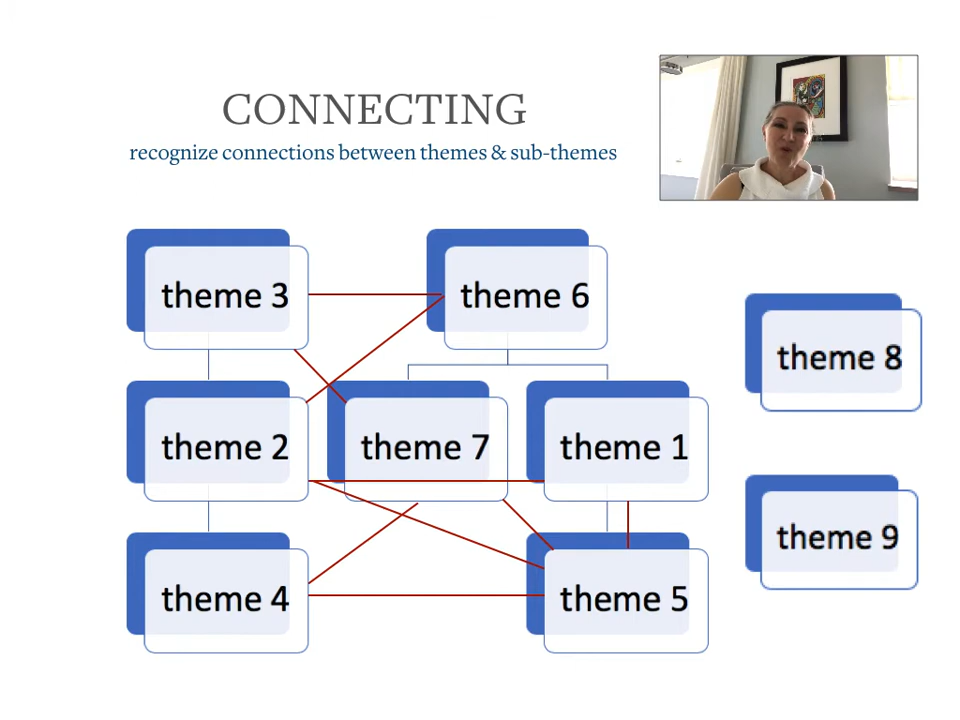 CONNECTING
recognize connections between themes & sub-themes
theme 3
theme 6
theme 8
theme 2
theme 7
theme 1
theme 9
theme 4
theme 5